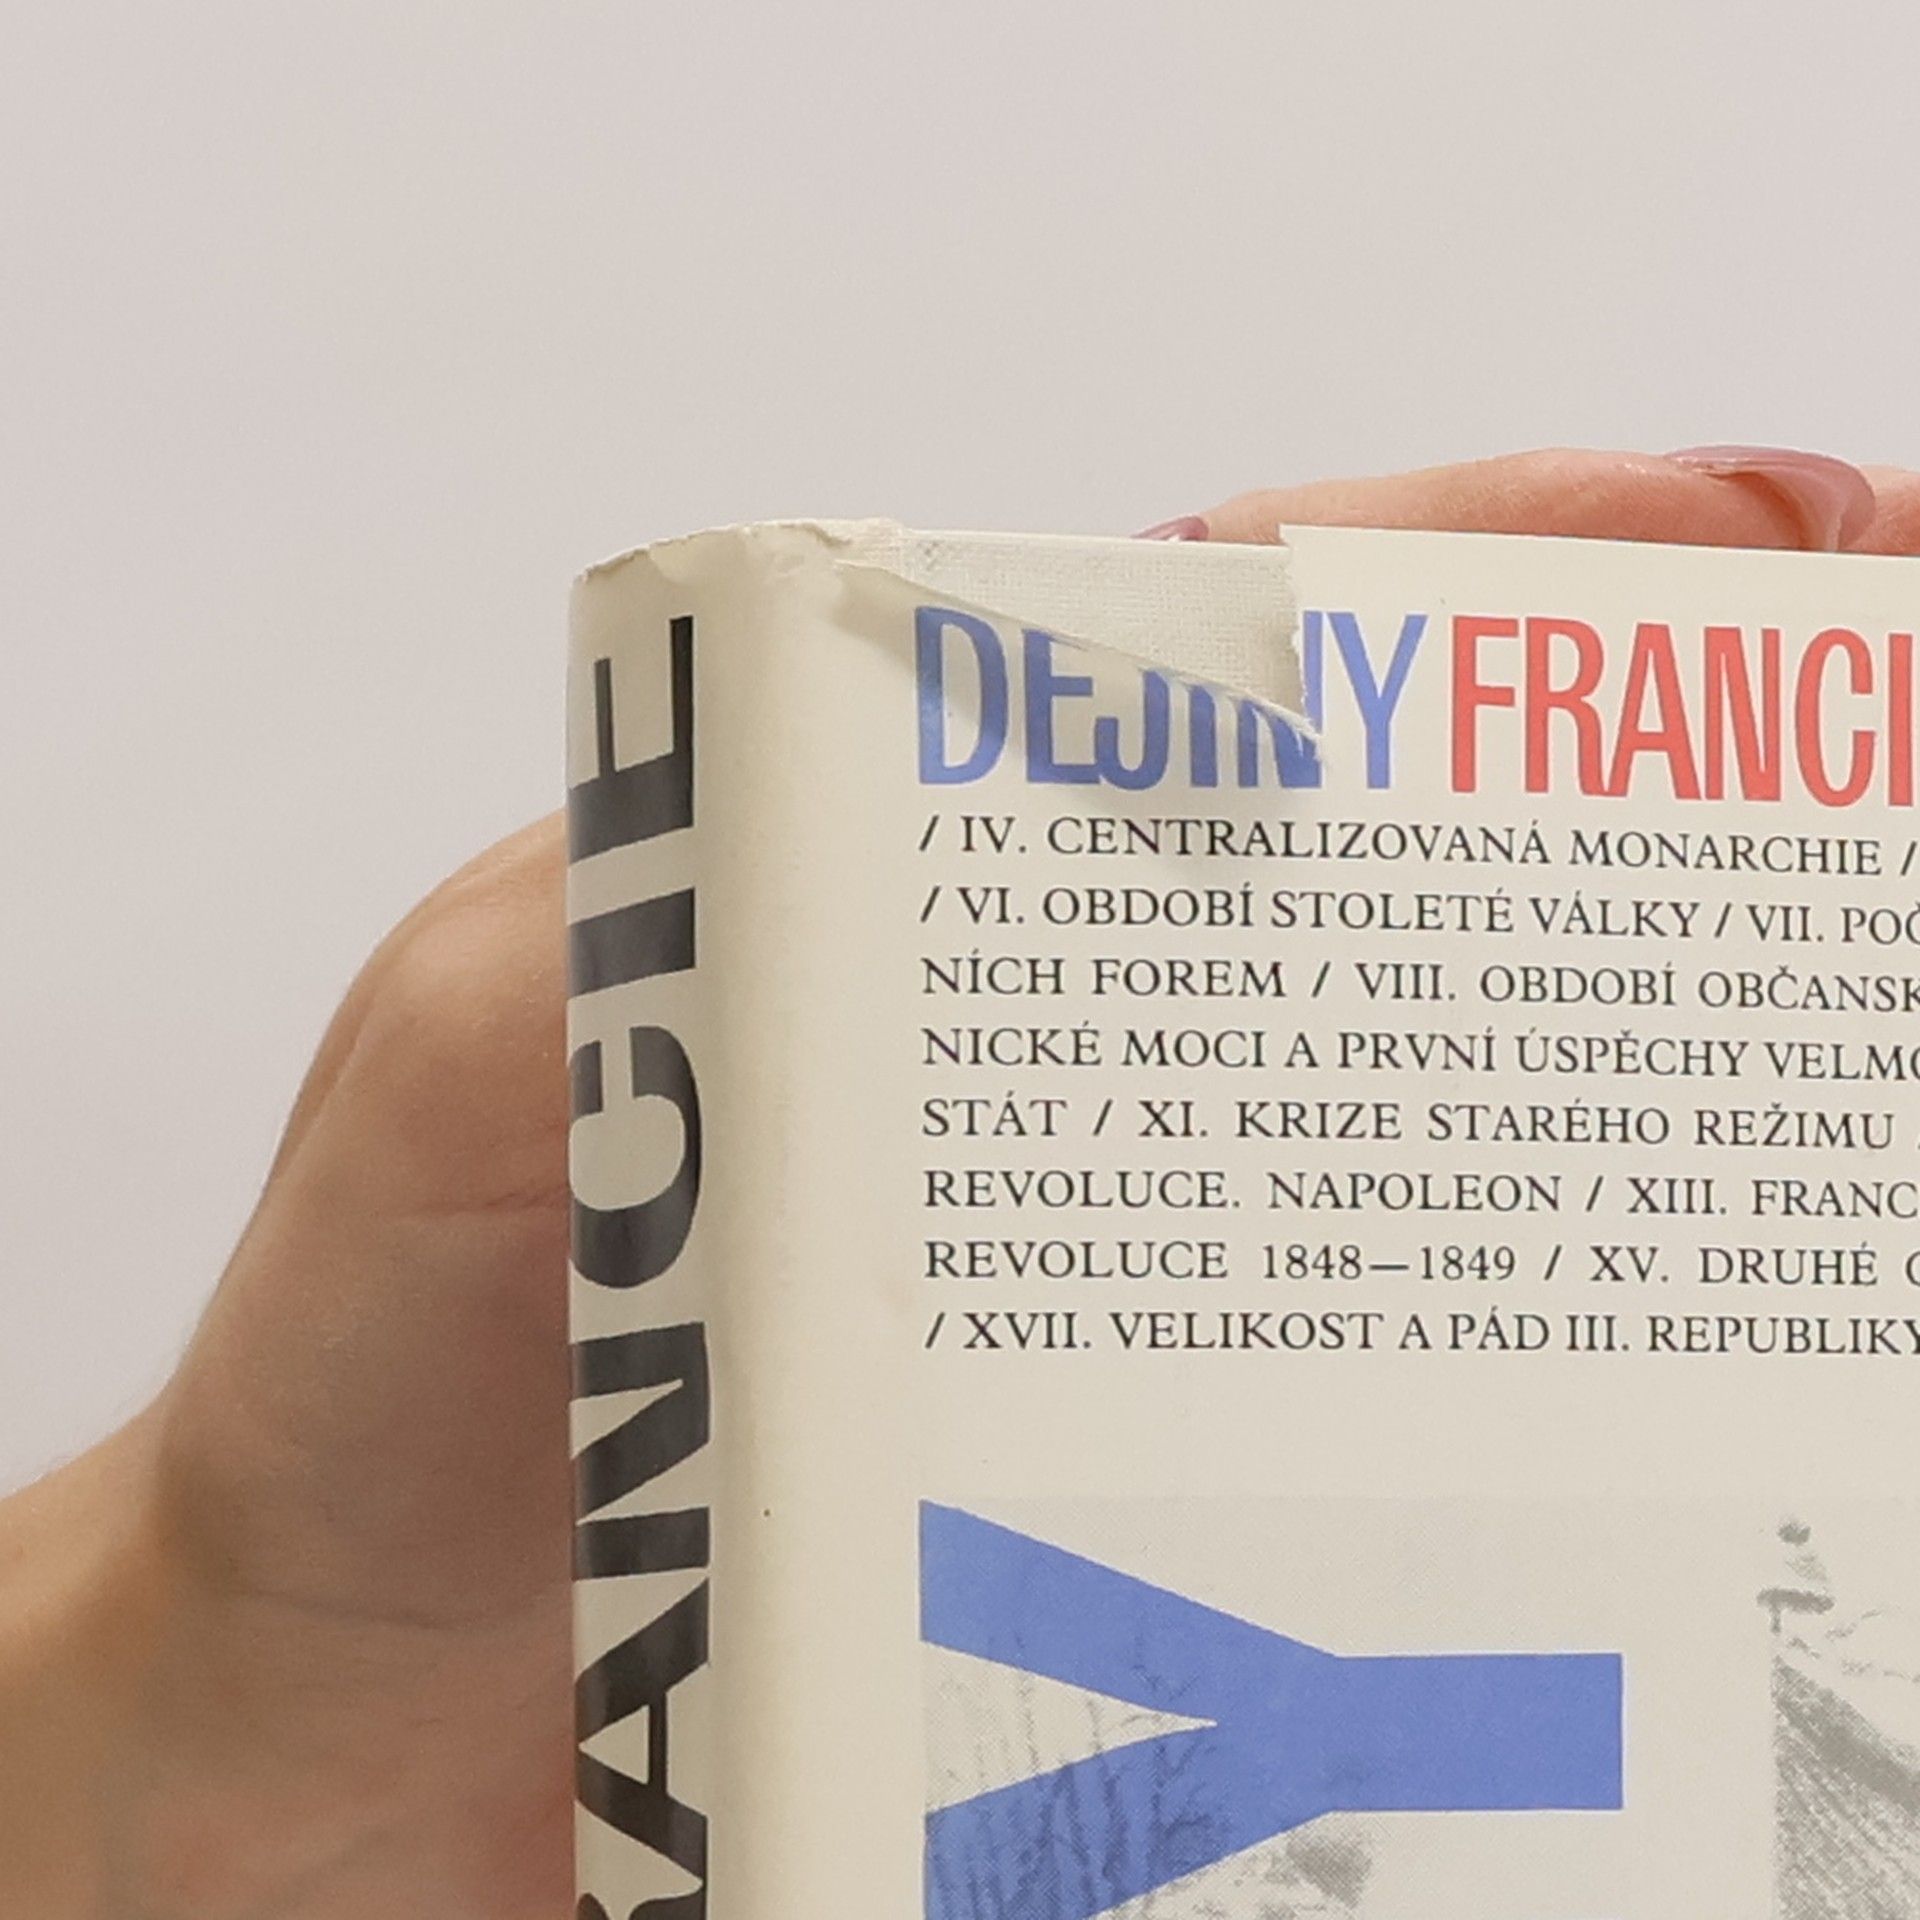 DEJINY FRANCI
/ IV. CENTRALIZOVANÁ MONARCHIE /
/ VI. OBDOBÍ STOLETÉ VÁLKY / VII. POČ
NÍCH FOREM / VIII. OBDOBÍ OBČANSK
NICKÉ MOCI A PRVNÍ ÚSPĚCHY VELMO
STÁT / XI. KRIZE STARÉHO REŽIMU /
REVOLUCE. NAPOLEON / XIII. FRANC
REVOLUCE 1848—1849 / XV. DRUHÉ C
/ XVII. VELIKOST A PÁD III. REPUBLIKY
Y
RANCIE